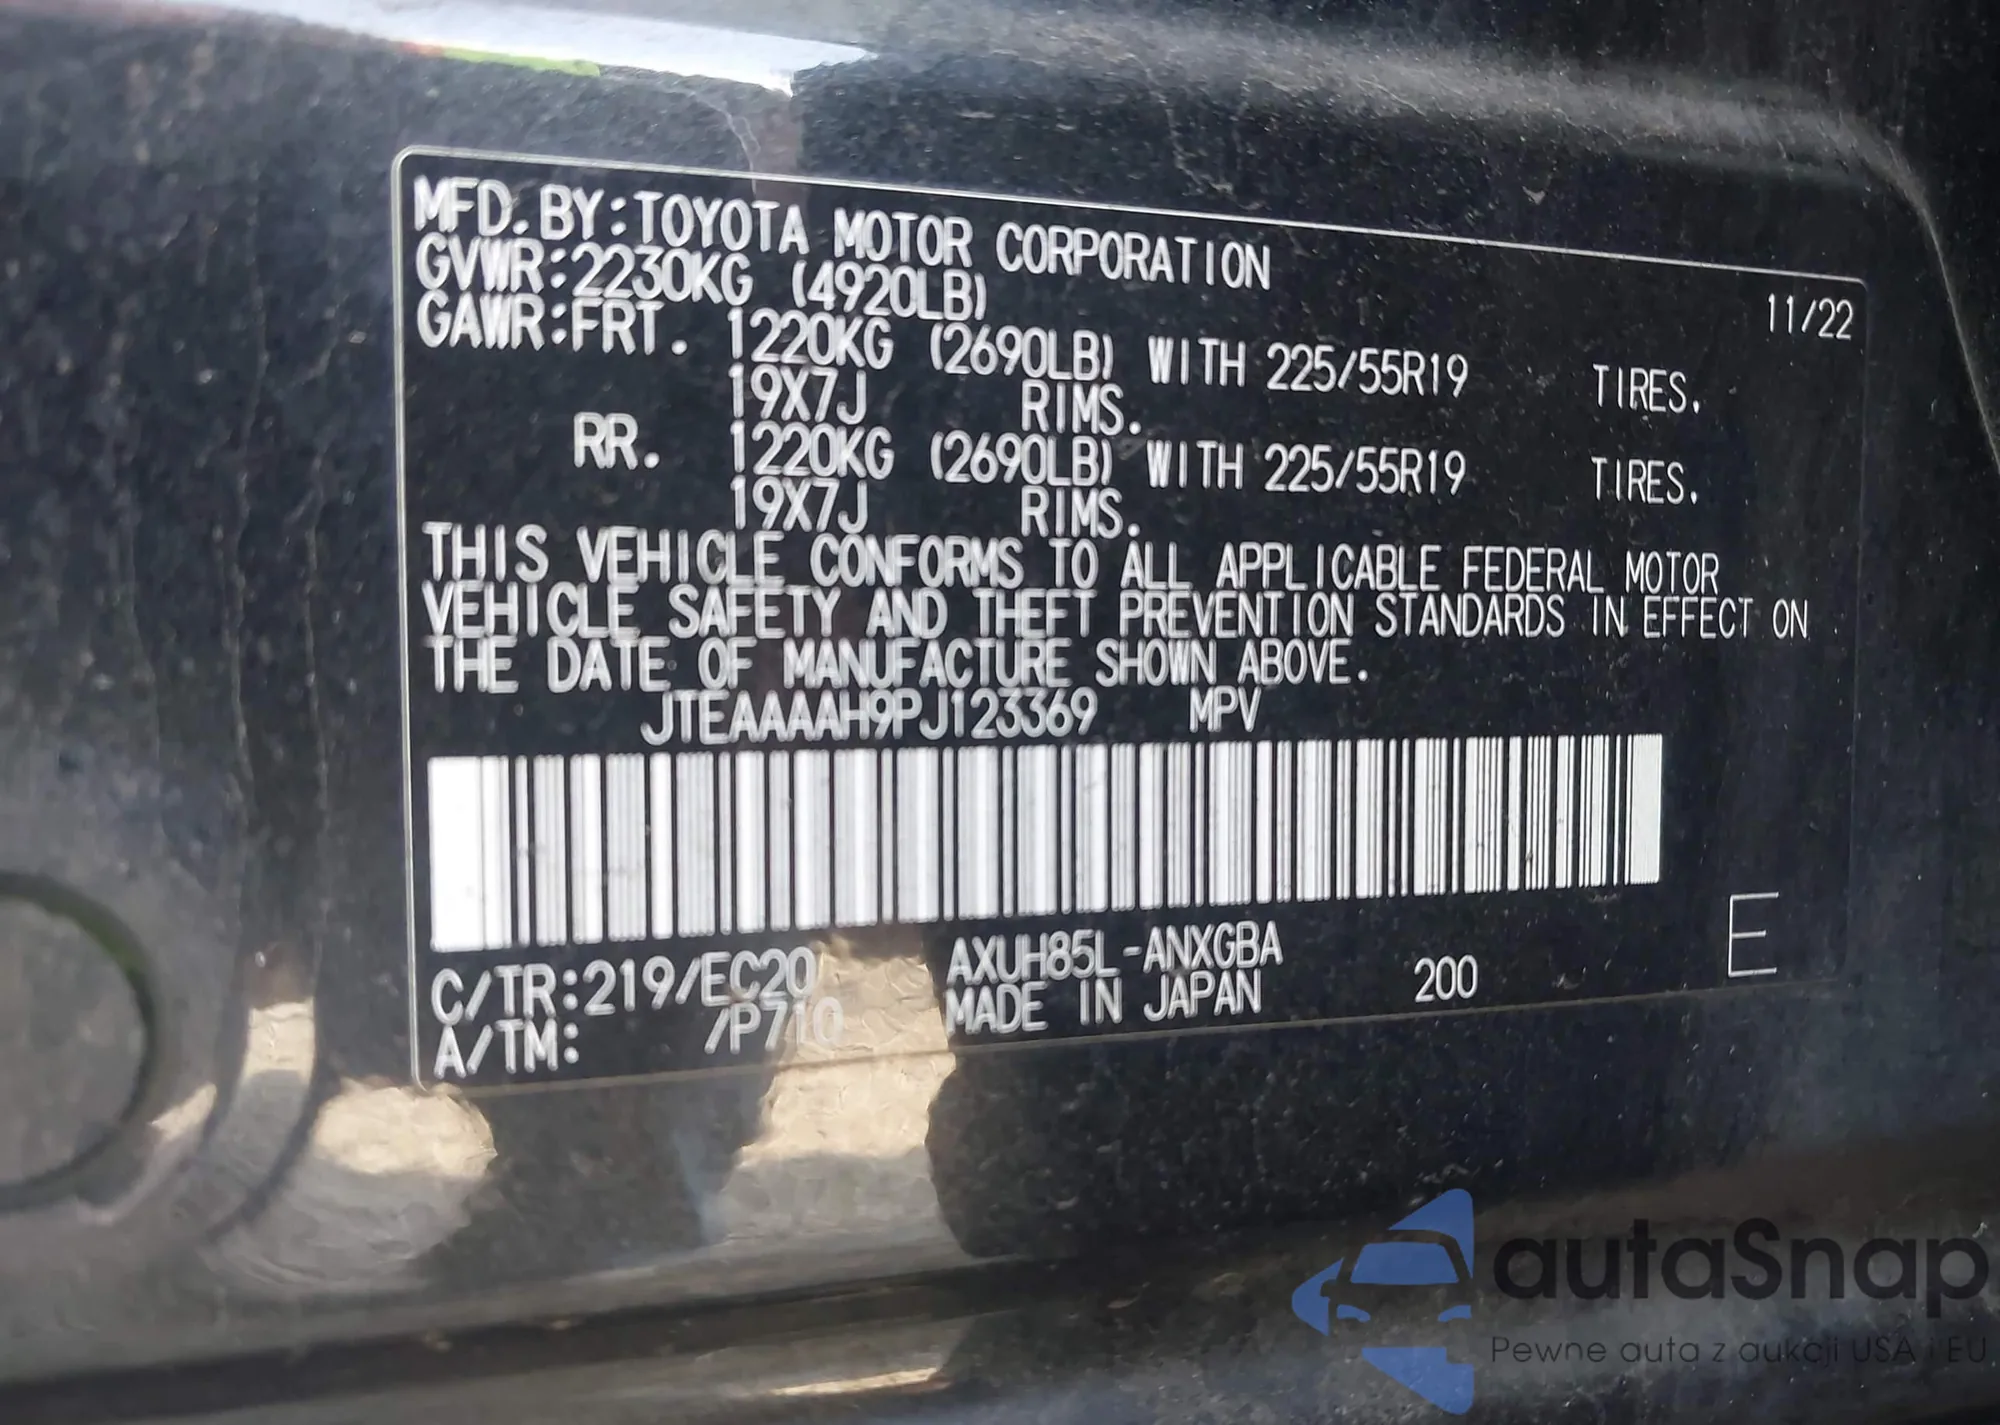 MFD.BY:TOYOTA MOTOR CORPORATION 11/22
GVWR:2230KG (4920LB)
GAWR:FRT. 1220KG (2690LB) WITH 225/55R19 TIRES.
19X7J RIMS.
RR. 1220KG (2690LB) WITH 225/55R19 TIRES.
19X7J RIMS.
THIS VEHICLE CONFORMS TO ALL APPLICABLE FEDERAL MOTOR
VEHICLE SAFETY AND THEFT PREVENTION STANDARDS IN EFFECT ON
THE DATE OF MANUFACTURE SHOWN ABOVE.
JTEAAAAH9PJ123369 MPV
C/TR:219/EC20 AXUH85L-ANXGBA 200 E
A/TM: /P710 MADE IN JAPAN
autaSnap
Pewne auta z aukcji USA i EU